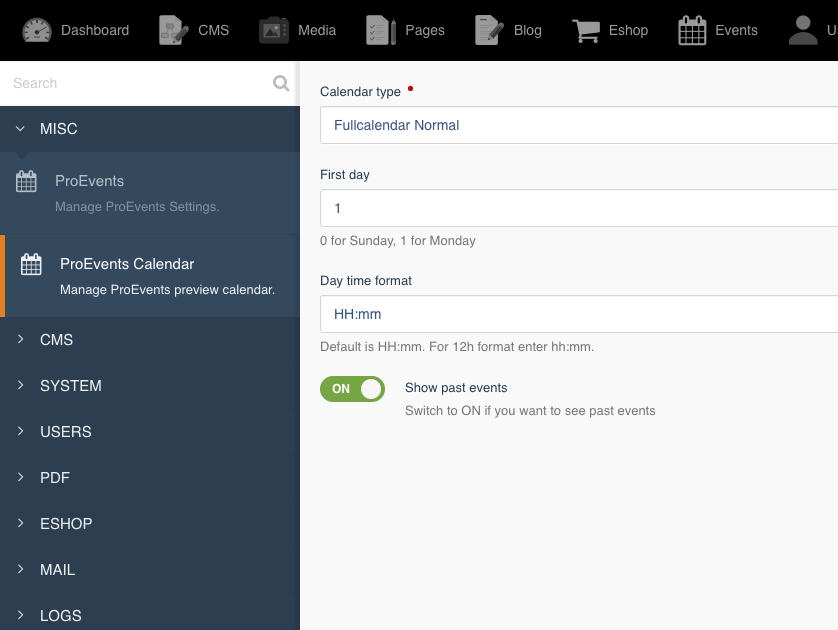 Dashboard CMS Media Pages Blog Eshop Events
Search
MISC
ProEvents
Manage ProEvents Settings.
ProEvents Calendar
Manage ProEvents preview calendar.
CMS
SYSTEM
USERS
PDF
ESHOP
MAIL
LOGS
Calendar type
Fullcalendar Normal
First day
1
0 for Sunday, 1 for Monday
Day time format
HH:mm
Default is HH:mm. For 12h format enter hh:mm.
ON Show past events
Switch to ON if you want to see past events